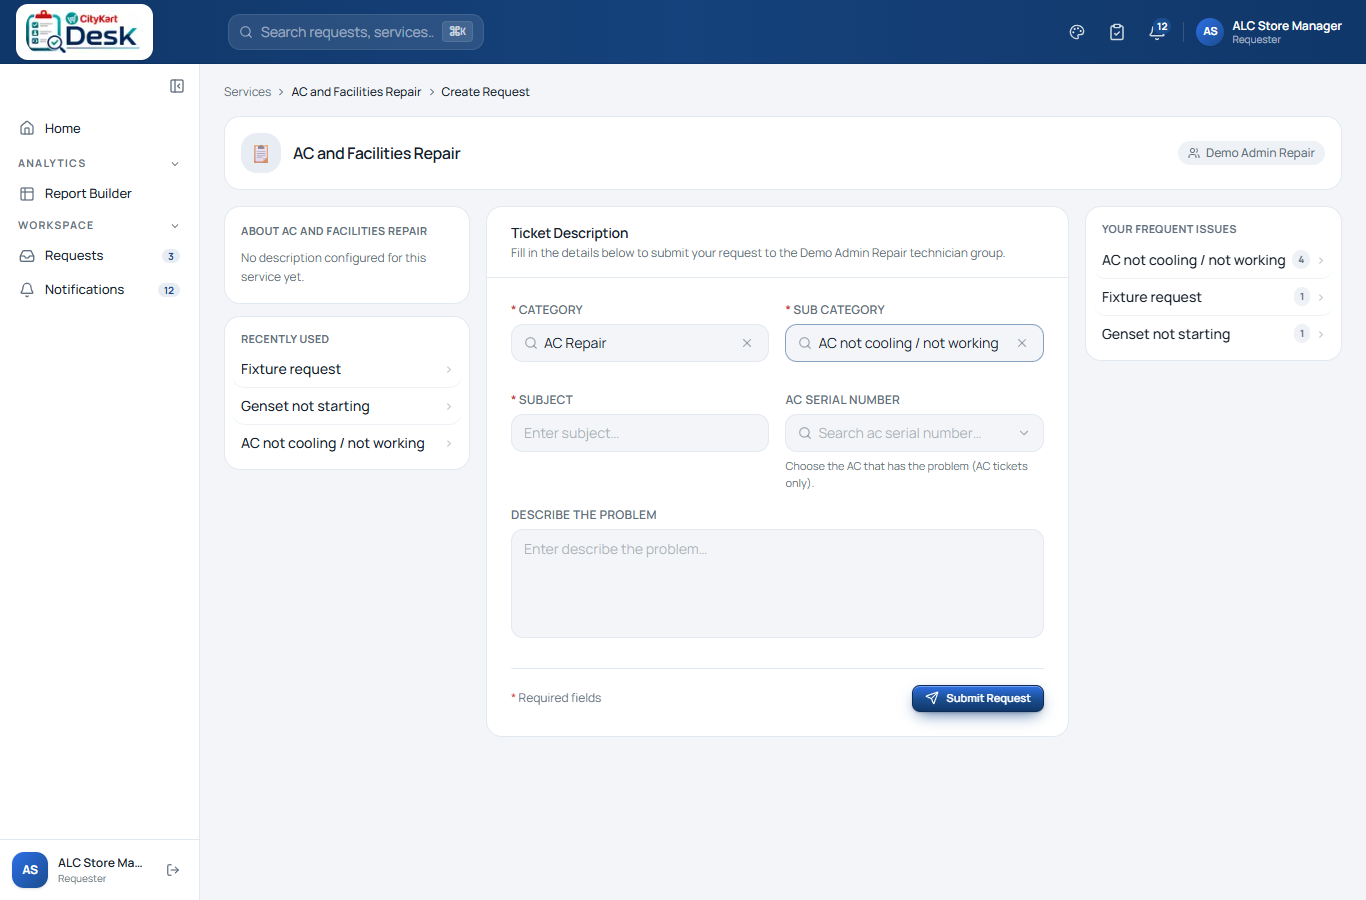 CityKart
Desk
Search requests, services..
⌘K
12
AS
ALC Store Manager
Requester
Home
ANALYTICS
Report Builder
WORKSPACE
Requests
3
Notifications
12
AS
ALC Store Ma...
Requester
Services > AC and Facilities Repair > Create Request
AC and Facilities Repair
Demo Admin Repair
ABOUT AC AND FACILITIES REPAIR
No description configured for this
service yet.
RECENTLY USED
Fixture request
Genset not starting
AC not cooling / not working
Ticket Description
Fill in the details below to submit your request to the Demo Admin Repair technician group.
* CATEGORY
AC Repair
* SUB CATEGORY
AC not cooling / not working
* SUBJECT
Enter subject...
AC SERIAL NUMBER
Search ac serial number...
Choose the AC that has the problem (AC tickets
only).
DESCRIBE THE PROBLEM
Enter describe the problem...
* Required fields
Submit Request
YOUR FREQUENT ISSUES
AC not cooling / not working
4
Fixture request
1
Genset not starting
1